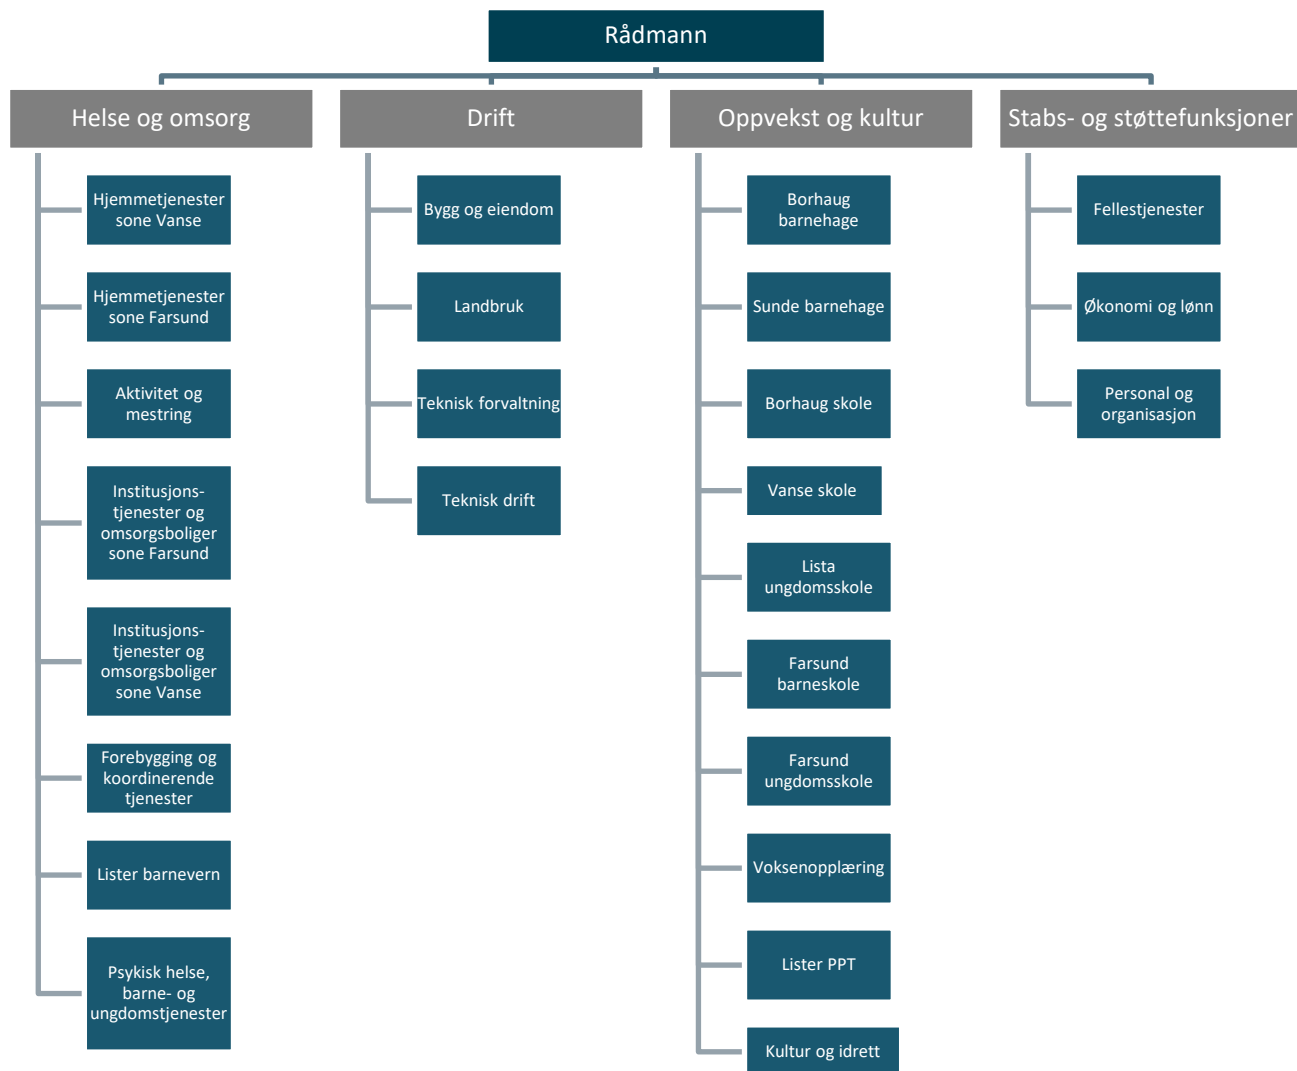 Rådmann
Helse og omsorg
Hjemmetjenester
sone Vanse
Hjemmetjenester
sone Farsund
Aktivitet og
mestring
Institusjons-
tjenester og
omsorgsboliger
sone Farsund
Institusjons-
tjenester og
omsorgsboliger
sone Vanse
Forebygging og
koordinerende
tjenester
Lister barnevern
Psykisk helse,
barne- og
ungdomstjenester
Drift
Bygg og eiendom
Landbruk
Teknisk forvaltning
Teknisk drift
Oppvekst og kultur
Borhaug
barnehage
Sunde barnehage
Borhaug skole
Vanse skole
Lista
ungdomsskole
Farsund
barneskole
Farsund
ungdomsskole
Voksenopplæring
Lister PPT
Kultur og idrett
Stabs- og støttefunksjoner
Fellestjenester
Økonomi og lønn
Personal og
organisasjon